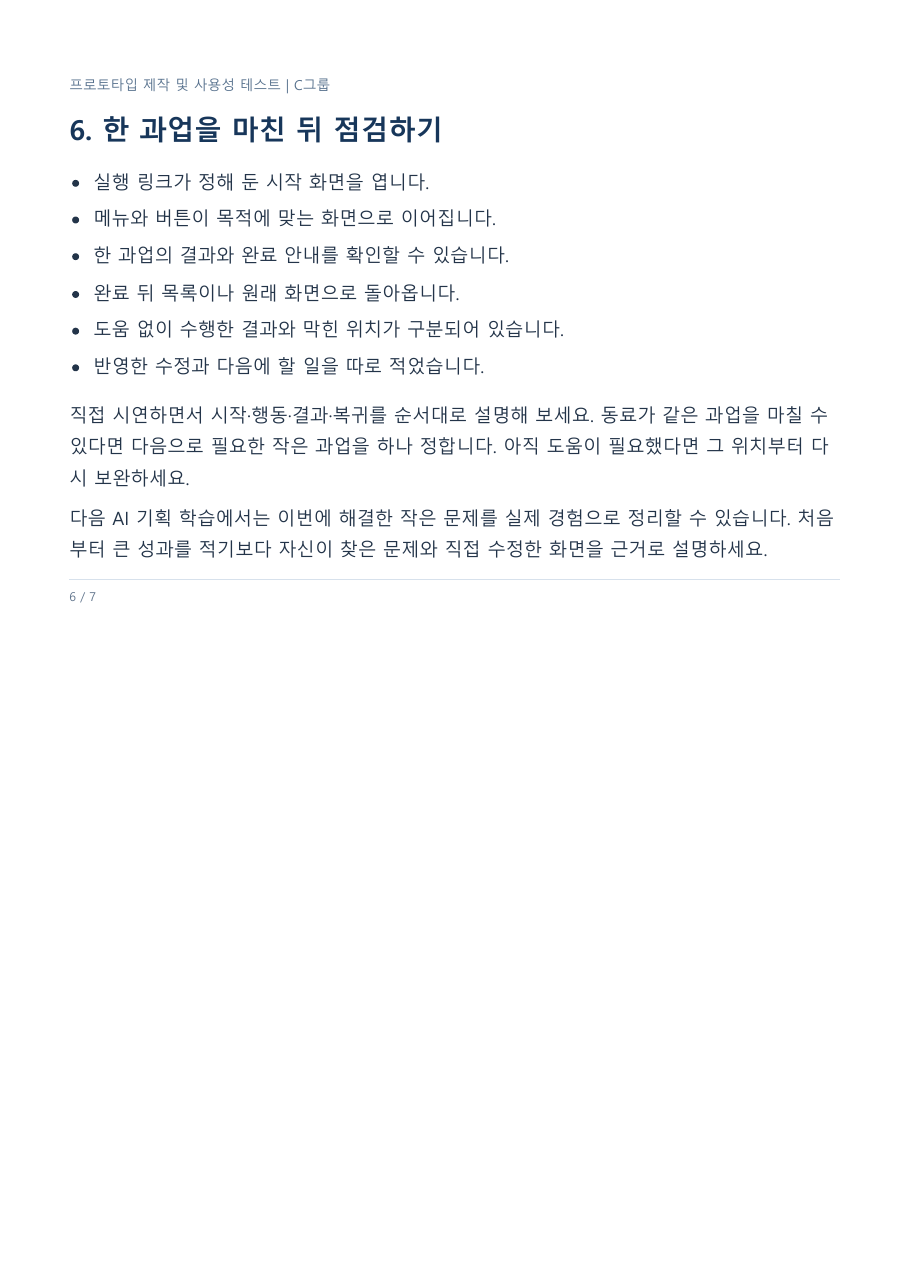 프로토타입 제작 및 사용성 테스트 | C그룹
6. 한 과업을 마친 뒤 점검하기
• 실행 링크가 정해 둔 시작 화면을 엽니다.
• 메뉴와 버튼이 목적에 맞는 화면으로 이어집니다.
• 한 과업의 결과와 완료 안내를 확인할 수 있습니다.
• 완료 뒤 목록이나 원래 화면으로 돌아옵니다.
• 도움 없이 수행한 결과와 막힌 위치가 구분되어 있습니다.
• 반영한 수정과 다음에 할 일을 따로 적었습니다.
직접 시연하면서 시작·행동·결과·복귀를 순서대로 설명해 보세요. 동료가 같은 과업을 마칠 수
있다면 다음으로 필요한 작은 과업을 하나 정합니다. 아직 도움이 필요했다면 그 위치부터 다
시 보완하세요.
다음 AI 기획 학습에서는 이번에 해결한 작은 문제를 실제 경험으로 정리할 수 있습니다. 처음
부터 큰 성과를 적기보다 자신이 찾은 문제와 직접 수정한 화면을 근거로 설명하세요.
6 / 7